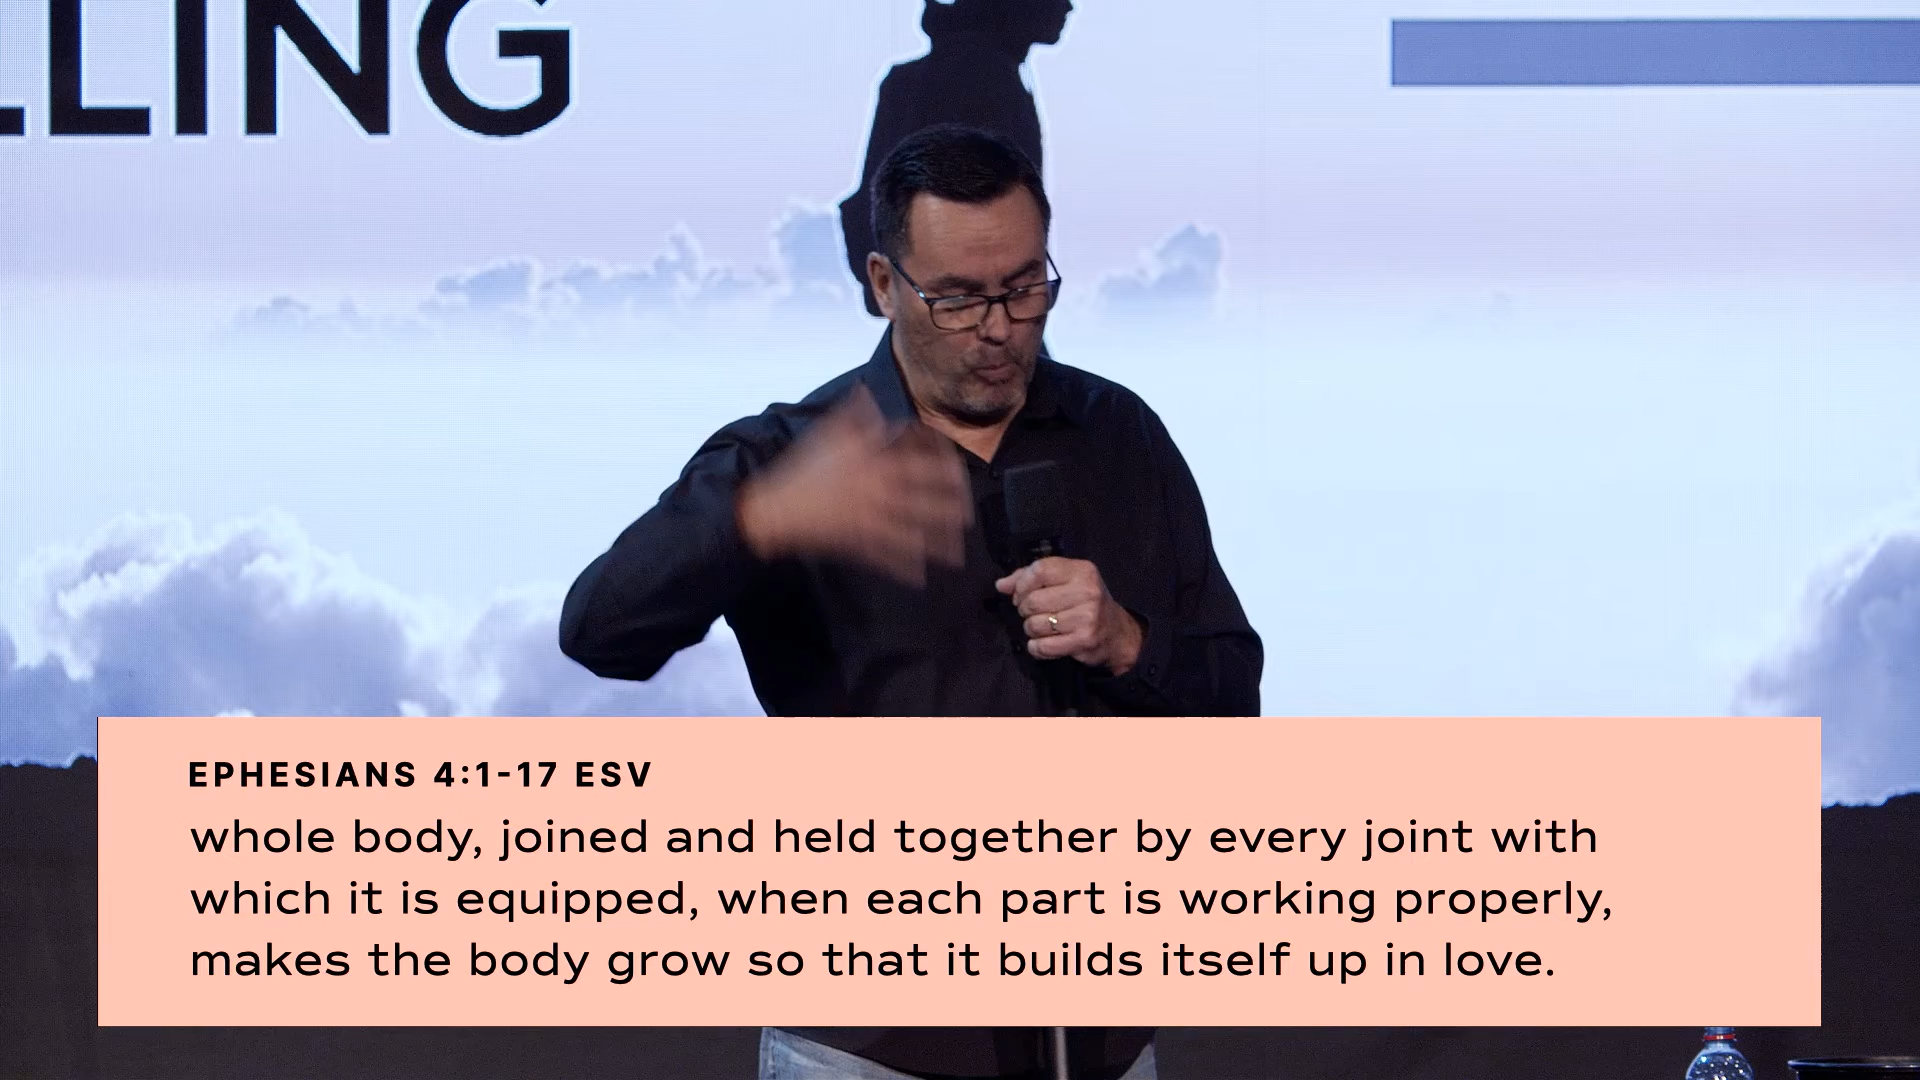 LLING
EPHESIANS 4:1-17 ESV
whole body, joined and held together by every joint with
which it is equipped, when each part is working properly,
makes the body grow so that it builds itself up in love.